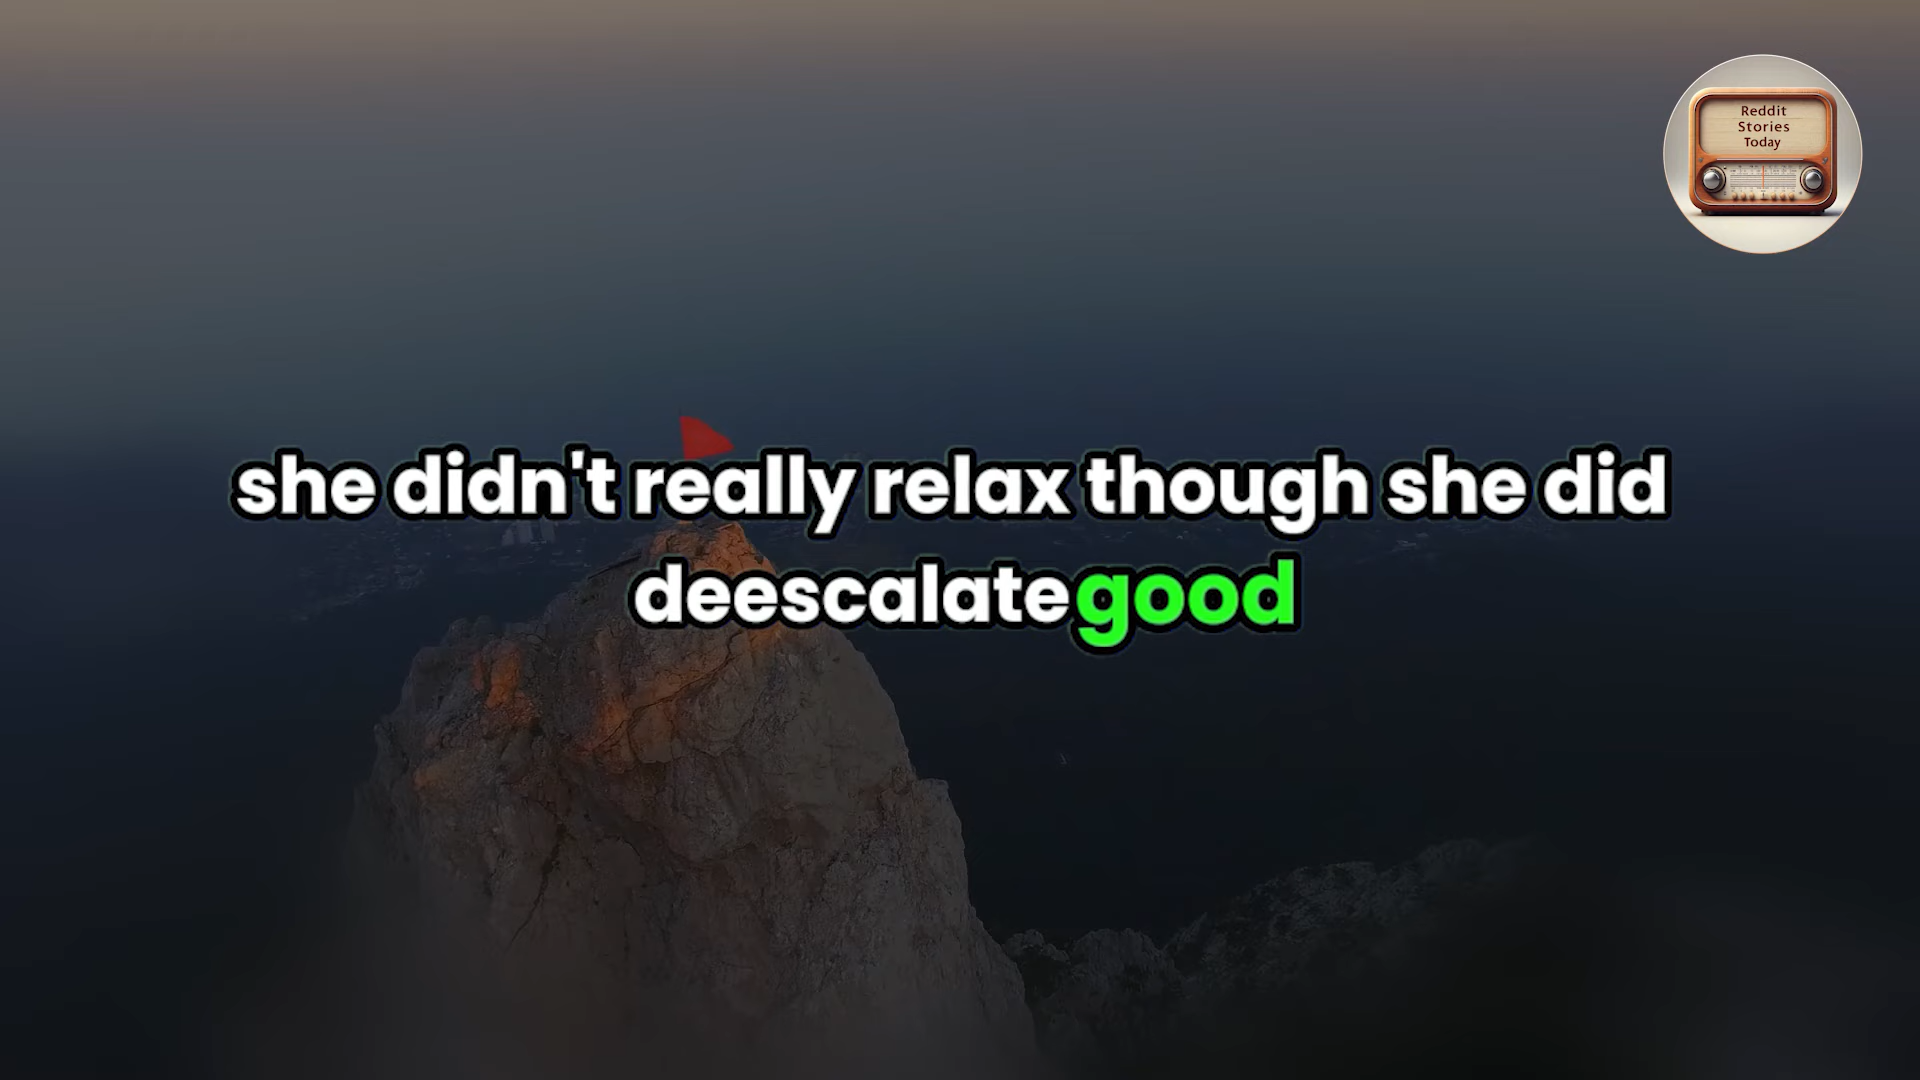 Reddit
Stories
Today
she didn't really relax though she did
deescalate good